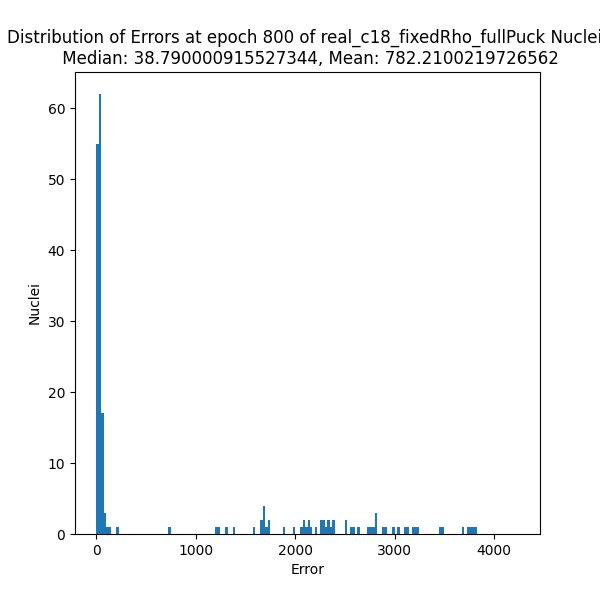 Distribution of Errors at epoch 800 of real_c18_fixedRho_fullPuck Nuclei
Median: 38.790000915527344, Mean: 782.2100219726562
60
50
40
30
20
10
0
Nuclei
0 1000 2000 3000 4000
Error